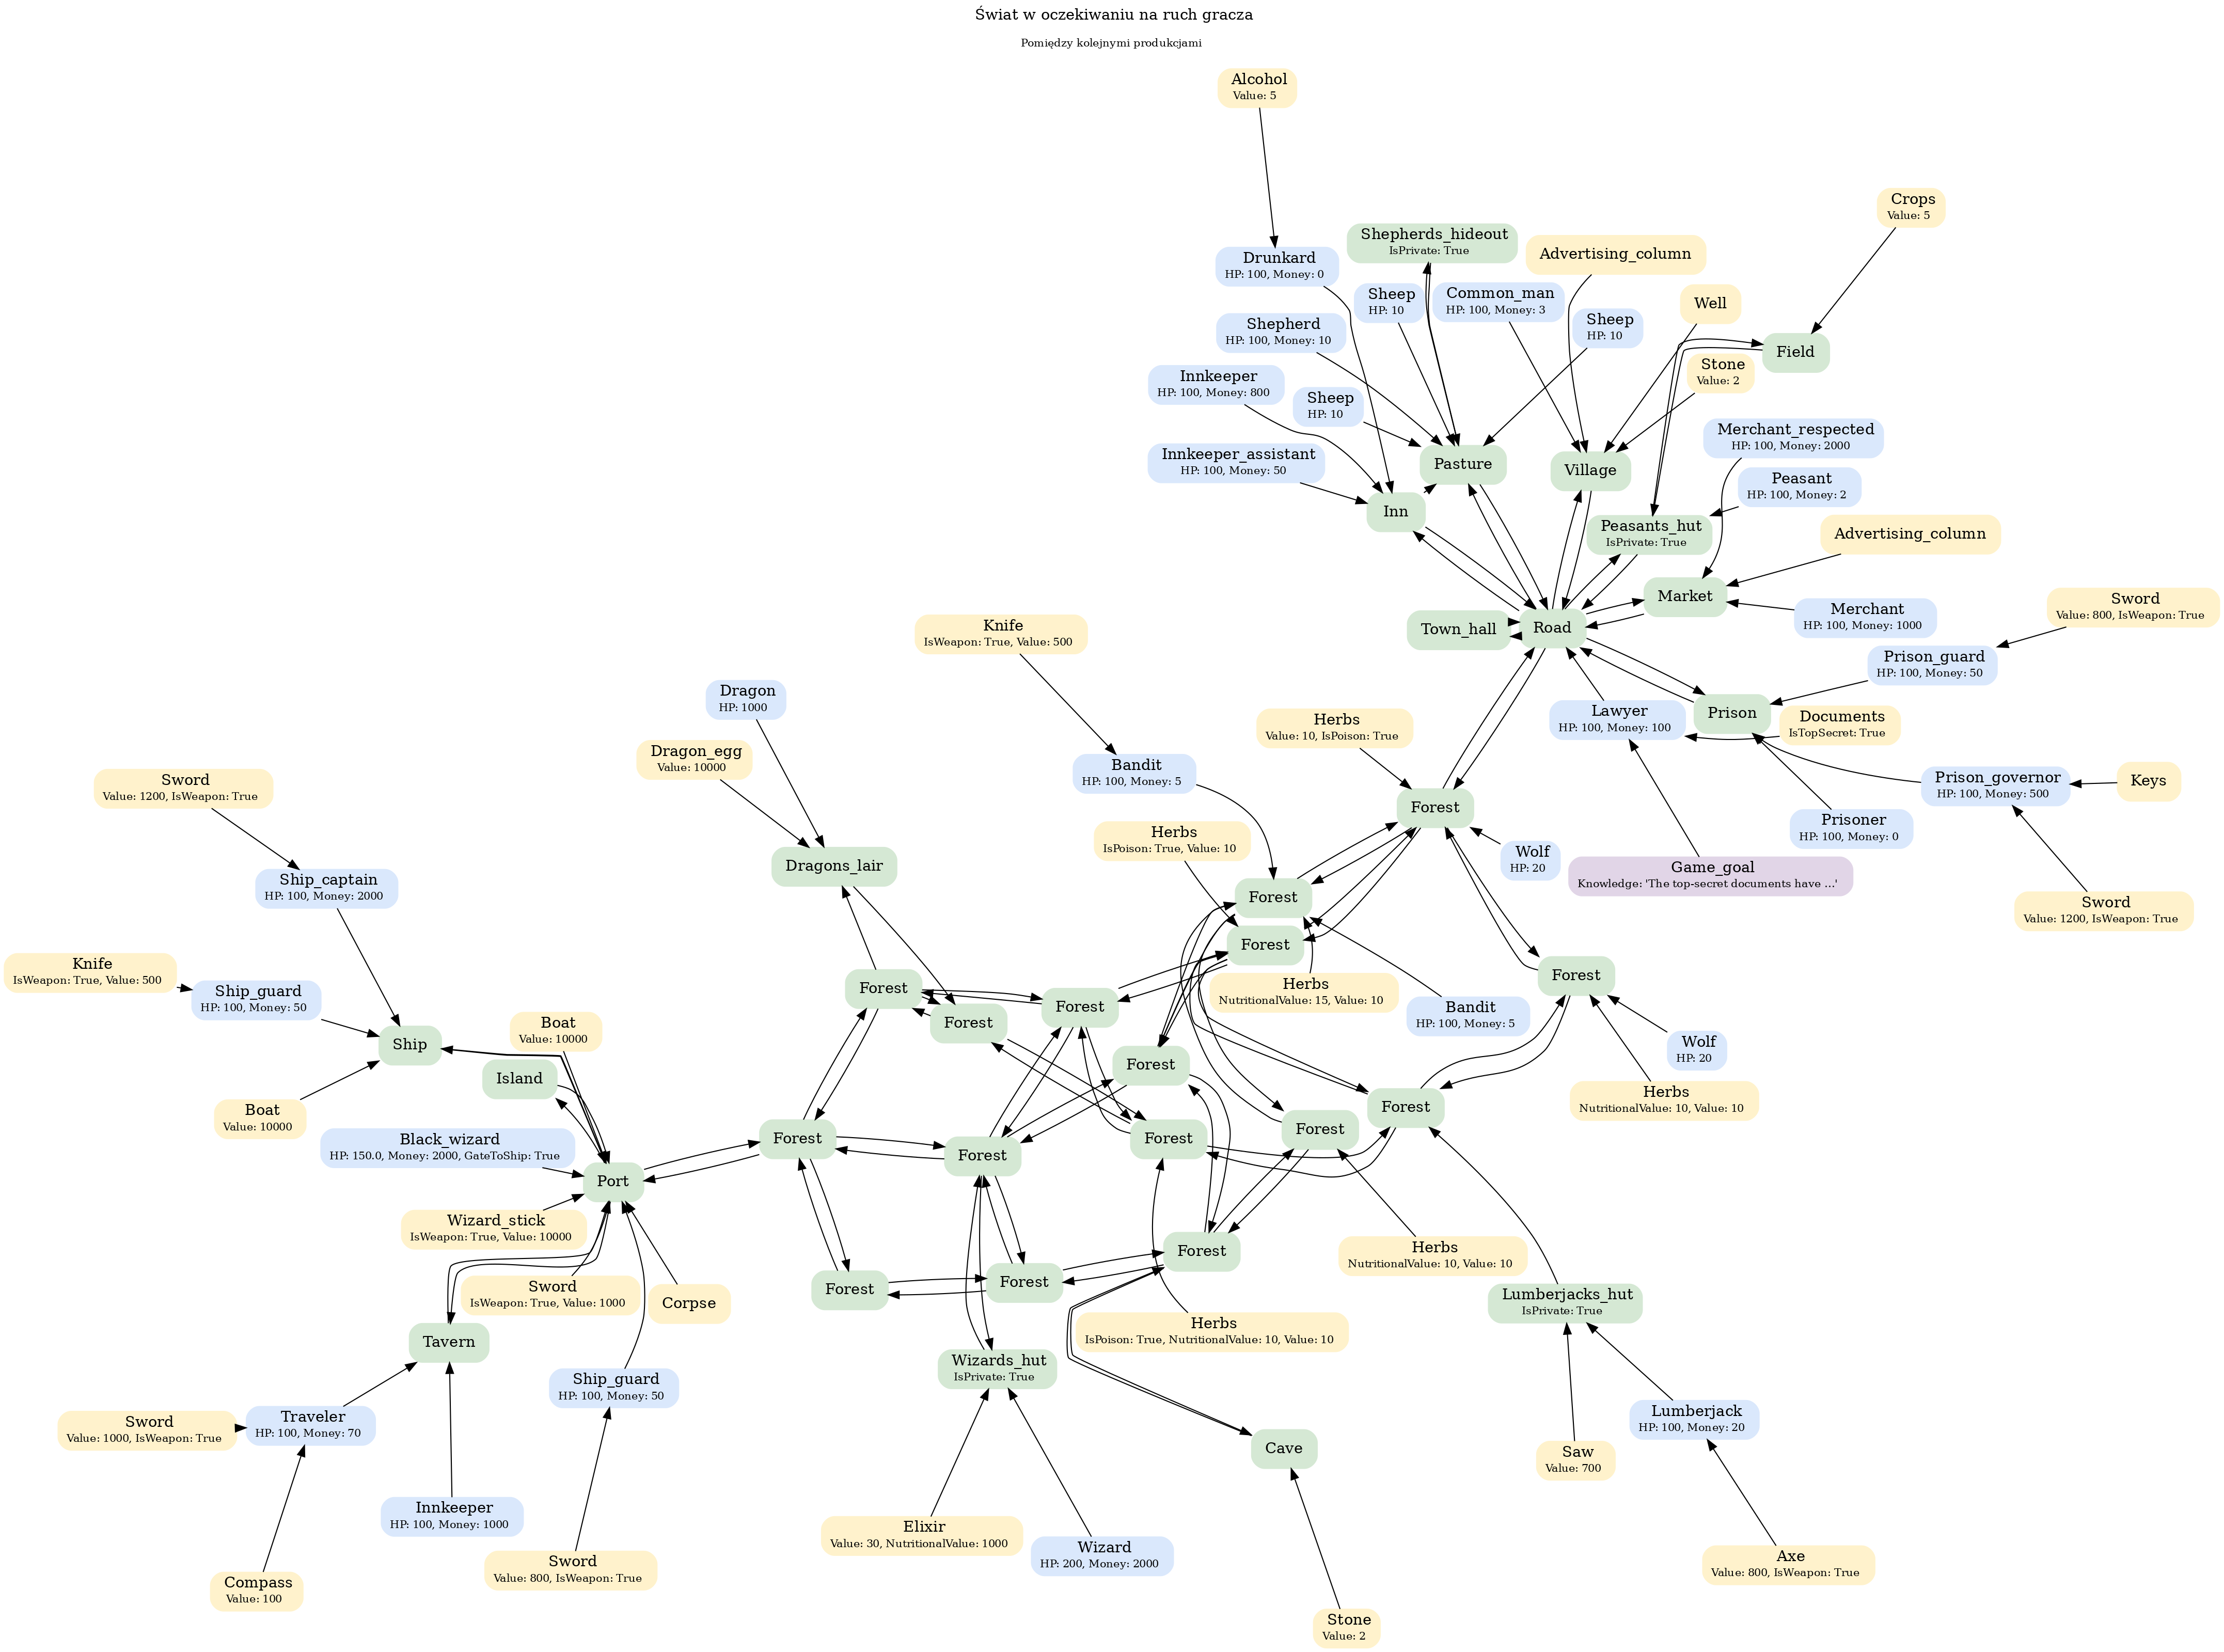 Świat w oczekiwaniu na ruch gracza
Pomiędzy kolejnymi produkcjami
Alcohol
Value: 5
Crops
Value: 5
Shepherds_hideout
IsPrivate: True
Advertising_column
Drunkard
HP: 100, Money: 0
Sheep
HP: 10
Common_man
HP: 100, Money: 3
Well
Shepherd
HP: 100, Money: 10
Sheep
HP: 10
Field
Stone
Value: 2
Innkeeper
HP: 100, Money: 800
Sheep
HP: 10
Merchant_respected
HP: 100, Money: 2000
Innkeeper_assistant
HP: 100, Money: 50
Pasture
Village
Peasant
HP: 100, Money: 2
Inn
Peasants_hut
IsPrivate: True
Advertising_column
Market
Merchant
HP: 100, Money: 1000
Sword
Value: 800, IsWeapon: True
Knife
IsWeapon: True, Value: 500
Town_hall
Road
Prison_guard
HP: 100, Money: 50
Dragon
HP: 1000
Herbs
Value: 10, IsPoison: True
Lawyer
HP: 100, Money: 100
Prison
Documents
IsTopSecret: True
Dragon_egg
Value: 10000
Bandit
HP: 100, Money: 5
Prison_governor
HP: 100, Money: 500
Keys
Sword
Value: 1200, IsWeapon: True
Forest
Prisoner
HP: 100, Money: 0
Herbs
IsPoison: True, Value: 10
Dragons_lair
Wolf
HP: 20
Game_goal
Knowledge: 'The top-secret documents have ...'
Ship_captain
HP: 100, Money: 2000
Forest
Sword
Value: 1200, IsWeapon: True
Forest
Knife
IsWeapon: True, Value: 500
Ship_guard
HP: 100, Money: 50
Forest
Herbs
NutritionalValue: 15, Value: 10
Forest
Forest
Forest
Bandit
HP: 100, Money: 5
Boat
Value: 10000
Ship
Wolf
HP: 20
Forest
Island
Boat
Value: 10000
Herbs
NutritionalValue: 10, Value: 10
Forest
Black_wizard
HP: 150.0, Money: 2000, GateToShip: True
Forest
Forest
Forest
Forest
Port
Wizard_stick
IsWeapon: True, Value: 10000
Forest
Herbs
NutritionalValue: 10, Value: 10
Sword
IsWeapon: True, Value: 1000
Corpse
Forest
Forest
Lumberjacks_hut
IsPrivate: True
Herbs
IsPoison: True, NutritionalValue: 10, Value: 10
Tavern
Wizards_hut
IsPrivate: True
Ship_guard
HP: 100, Money: 50
Traveler
HP: 100, Money: 70
Sword
Value: 1000, IsWeapon: True
Lumberjack
HP: 100, Money: 20
Cave
Saw
Value: 700
Innkeeper
HP: 100, Money: 1000
Elixir
Value: 30, NutritionalValue: 1000
Wizard
HP: 200, Money: 2000
Sword
Value: 800, IsWeapon: True
Axe
Value: 800, IsWeapon: True
Compass
Value: 100
Stone
Value: 2